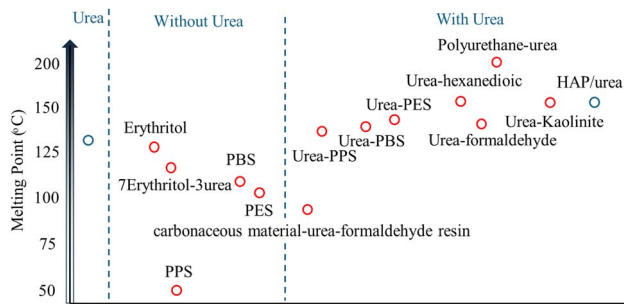 Urea
Without Urea
With Urea
Melting Point (°C)
200
150
125
100
75
50
Polyurethane-urea
Urea-hexanedioic
HAP/urea
Urea-PES
Urea-Kaolinite
Erythritol
Urea-PBS
Urea-formaldehyde
Urea-PPS
PBS
7Erythritol-3urea
PES
carbonaceous material-urea-formaldehyde resin
PPS